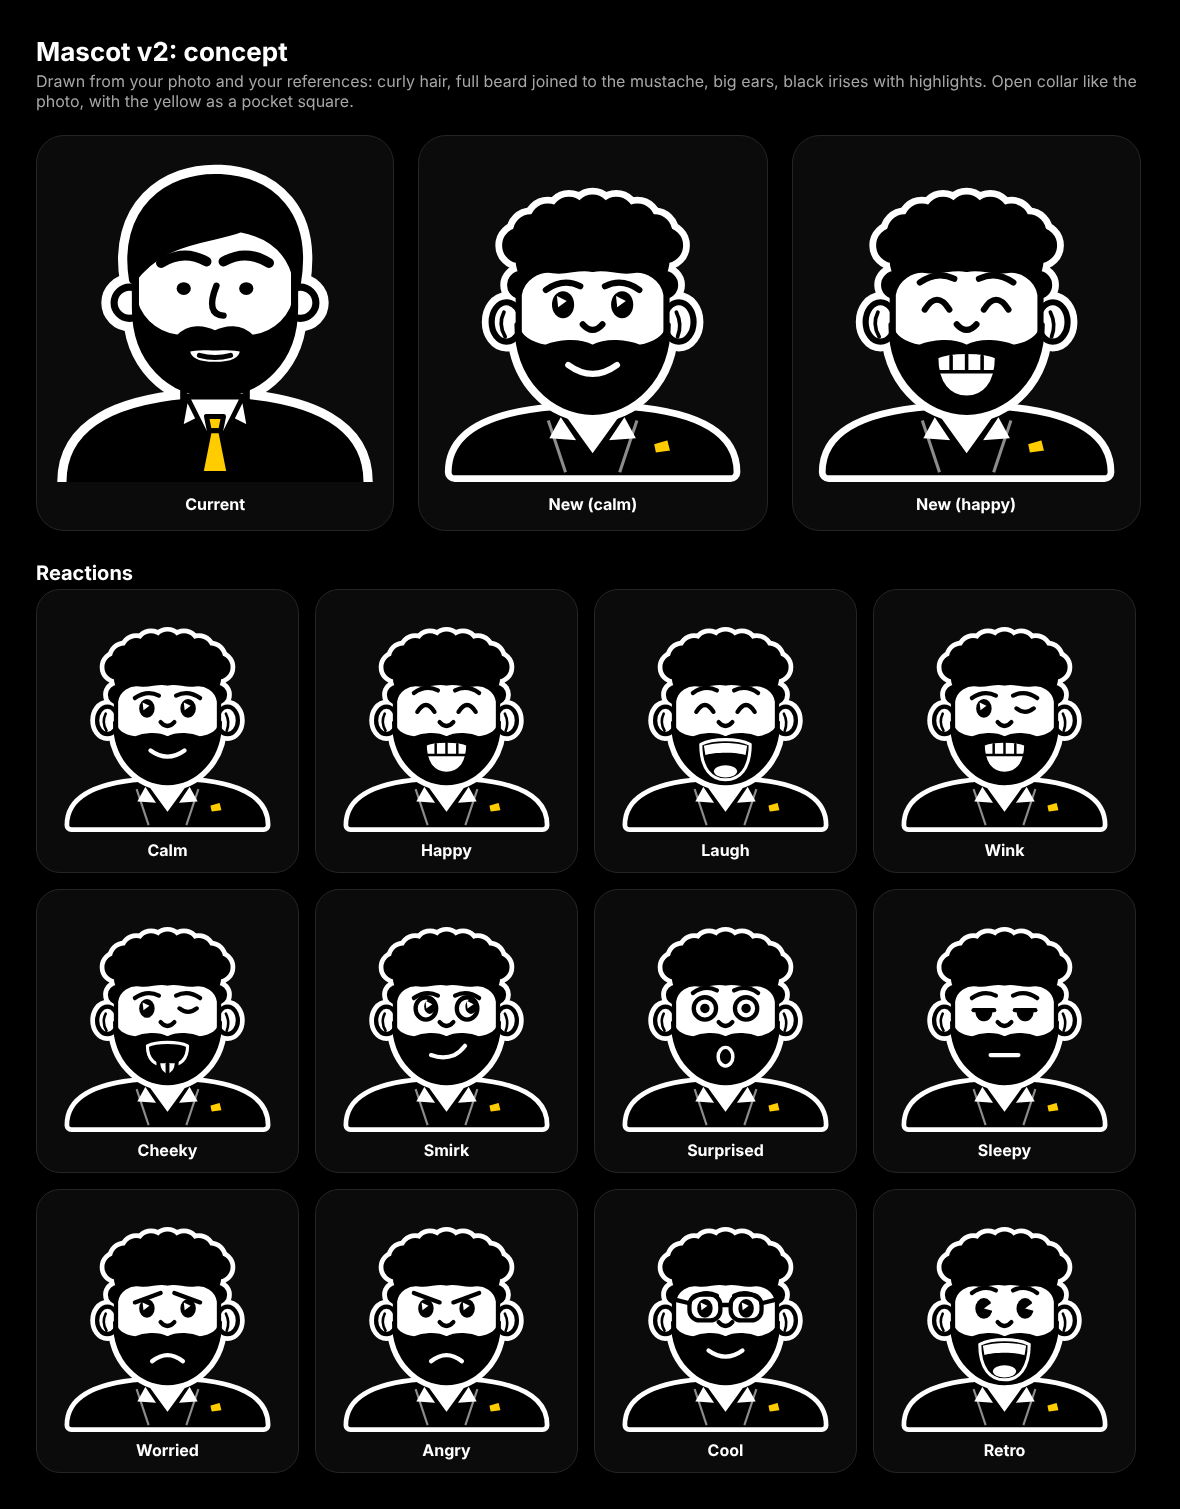 Mascot v2: concept
Drawn from your photo and your references: curly hair, full beard joined to the mustache, big ears, black irises with highlights. Open collar like the
photo, with the yellow as a pocket square.
Current
New (calm)
New (happy)
Reactions
Calm
Happy
Laugh
Wink
Cheeky
Smirk
Surprised
Sleepy
Worried
Angry
Cool
Retro